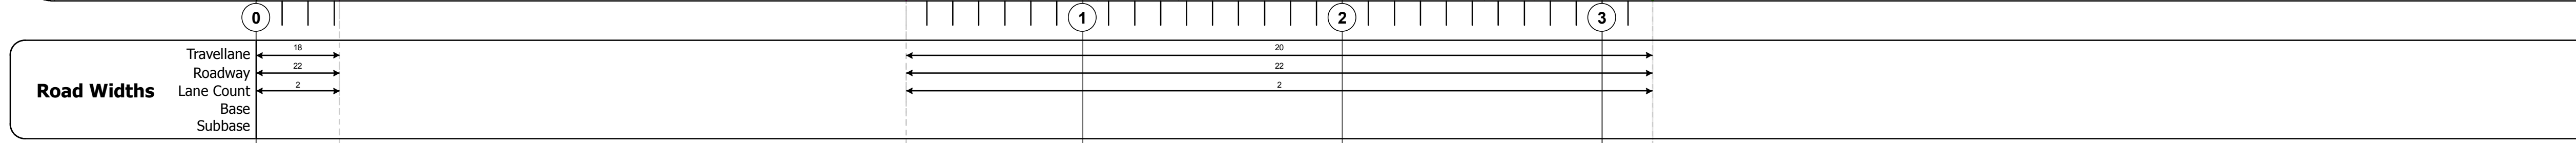 0 1 2 3
Travellane 18 20
Roadway 22 22
Road Widths Lane Count 2 2
Base
Subbase